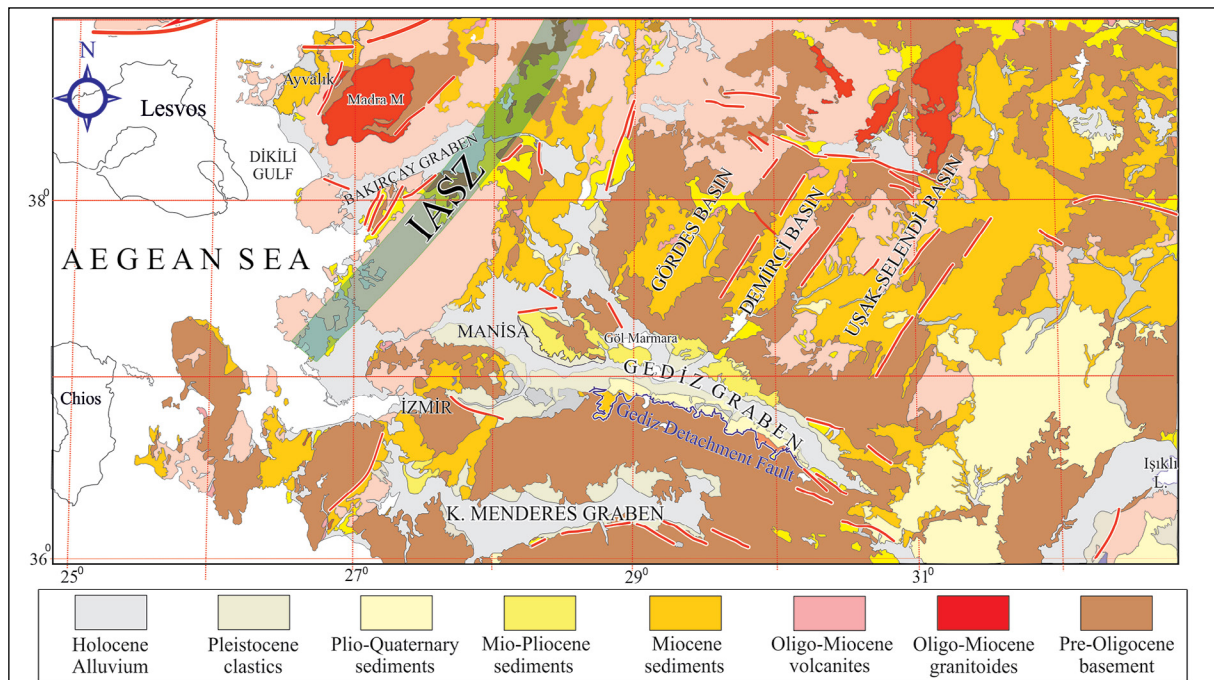 N
Lesvos
Ayvalık
Madra M
DİKİLİ
GULF
BAKIRÇAY GRABEN
IASZ
38⁰
AEGEAN SEA
GÖRDES BASIN
DEMİRCİ BASIN
UŞAK-SELENDİ BASIN
MANİSA
Göl Marmara
GEDİZ GRABEN
Chios
İZMİR
Gediz Detachment Fault
Işıklı
L.
K. MENDERES GRABEN
36⁰
25⁰
27⁰
29⁰
31⁰
Holocene
Alluvium
Pleistocene
clastics
Plio-Quaternary
sediments
Mio-Pliocene
sediments
Miocene
sediments
Oligo-Miocene
volcanites
Oligo-Miocene
granitoides
Pre-Oligocene
basement